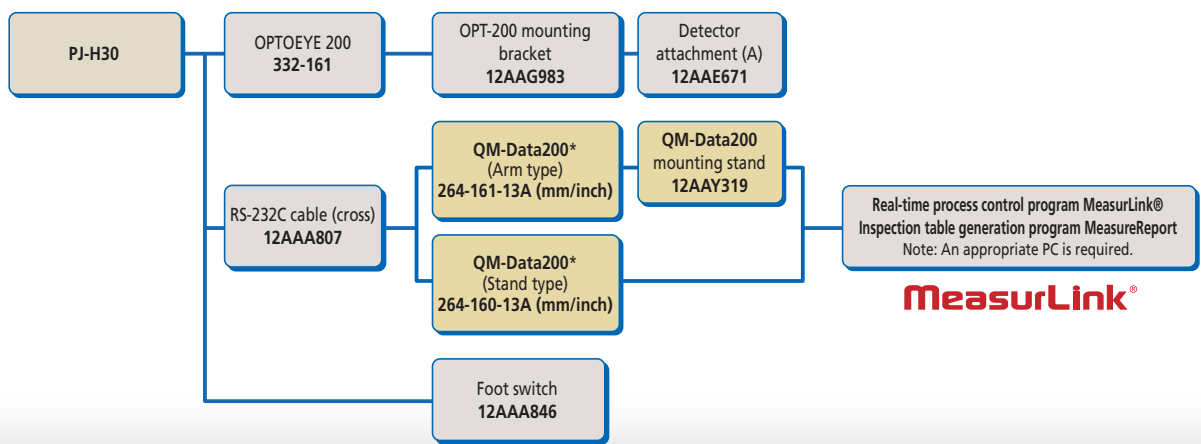 PJ-H30
OPTOEYE 200
332-161
OPT-200 mounting
bracket
12AAG983
Detector
attachment (A)
12AAE671
RS-232C cable (cross)
12AAA807
QM-Data200*
(Arm type)
264-161-13A (mm/inch)
QM-Data200
mounting stand
12AAY319
QM-Data200*
(Stand type)
264-160-13A (mm/inch)
Real-time process control program MeasurLink®
Inspection table generation program MeasureReport
Note: An appropriate PC is required.
MeasurLink®
Foot switch
12AAA846